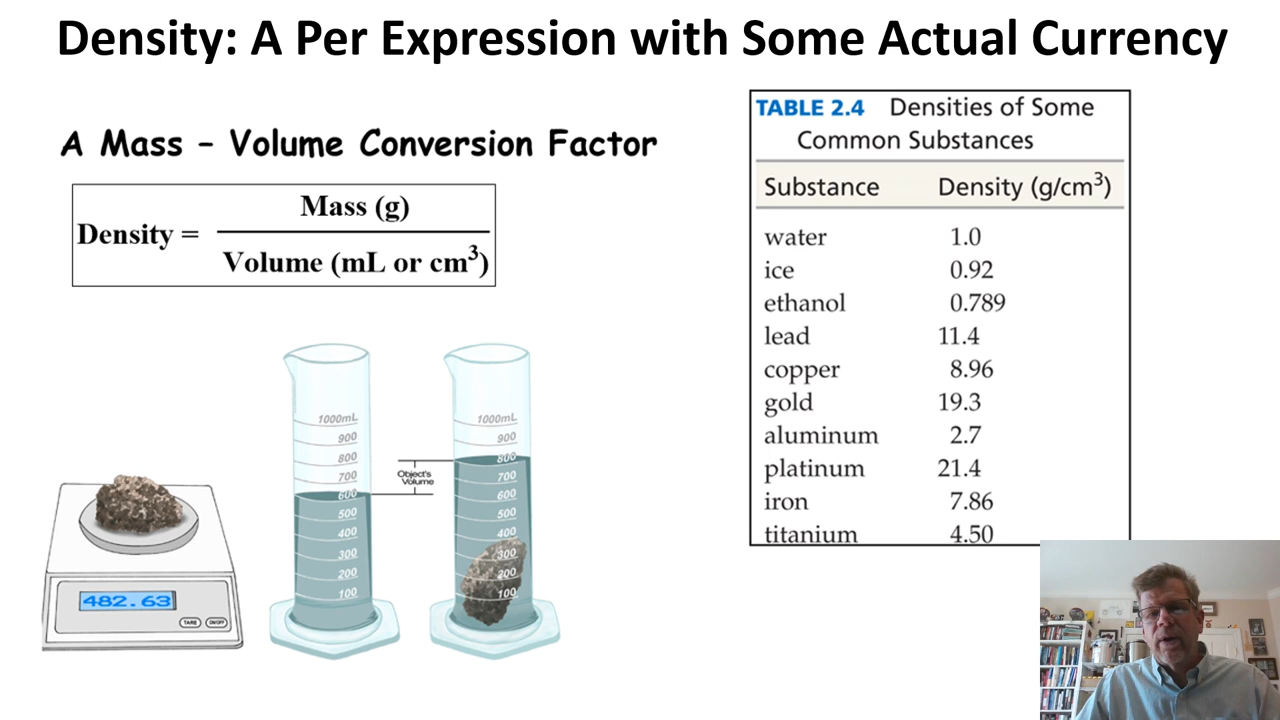 Density: A Per Expression with Some Actual Currency
A Mass – Volume Conversion Factor
Density =
Mass (g)
Volume (mL or cm³)
482.63
TARE
ON/OFF
1000mL
900
800
700
600
500
400
300
200
100
Object's
Volume
1000mL
900
800
700
600
500
400
300
200
100
TABLE 2.4 Densities of Some
Common Substances
Substance Density (g/cm³)
water 1.0
ice 0.92
ethanol 0.789
lead 11.4
copper 8.96
gold 19.3
aluminum 2.7
platinum 21.4
iron 7.86
titanium 4.50